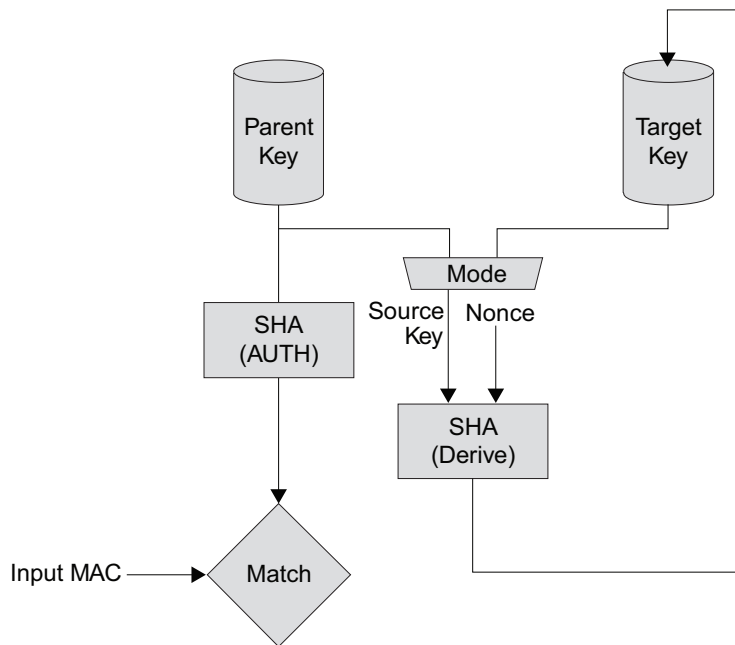 Parent
Key
Target
Key
Mode
Source
Key
Nonce
SHA
(AUTH)
SHA
(Derive)
Input MAC
Match